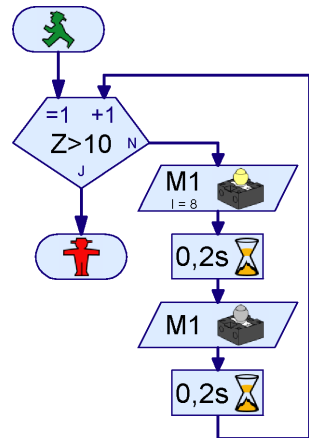 =1 +1
Z>10
N
J
M1
I = 8
0,2s
M1
0,2s